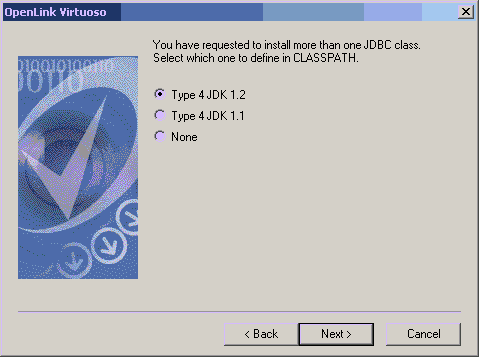 OpenLink Virtuoso
You have requested to install more than one JDBC class.
Select which one to define in CLASSPATH.
Type 4 JDK 1.2
Type 4 JDK 1.1
None
< Back
Next >
Cancel